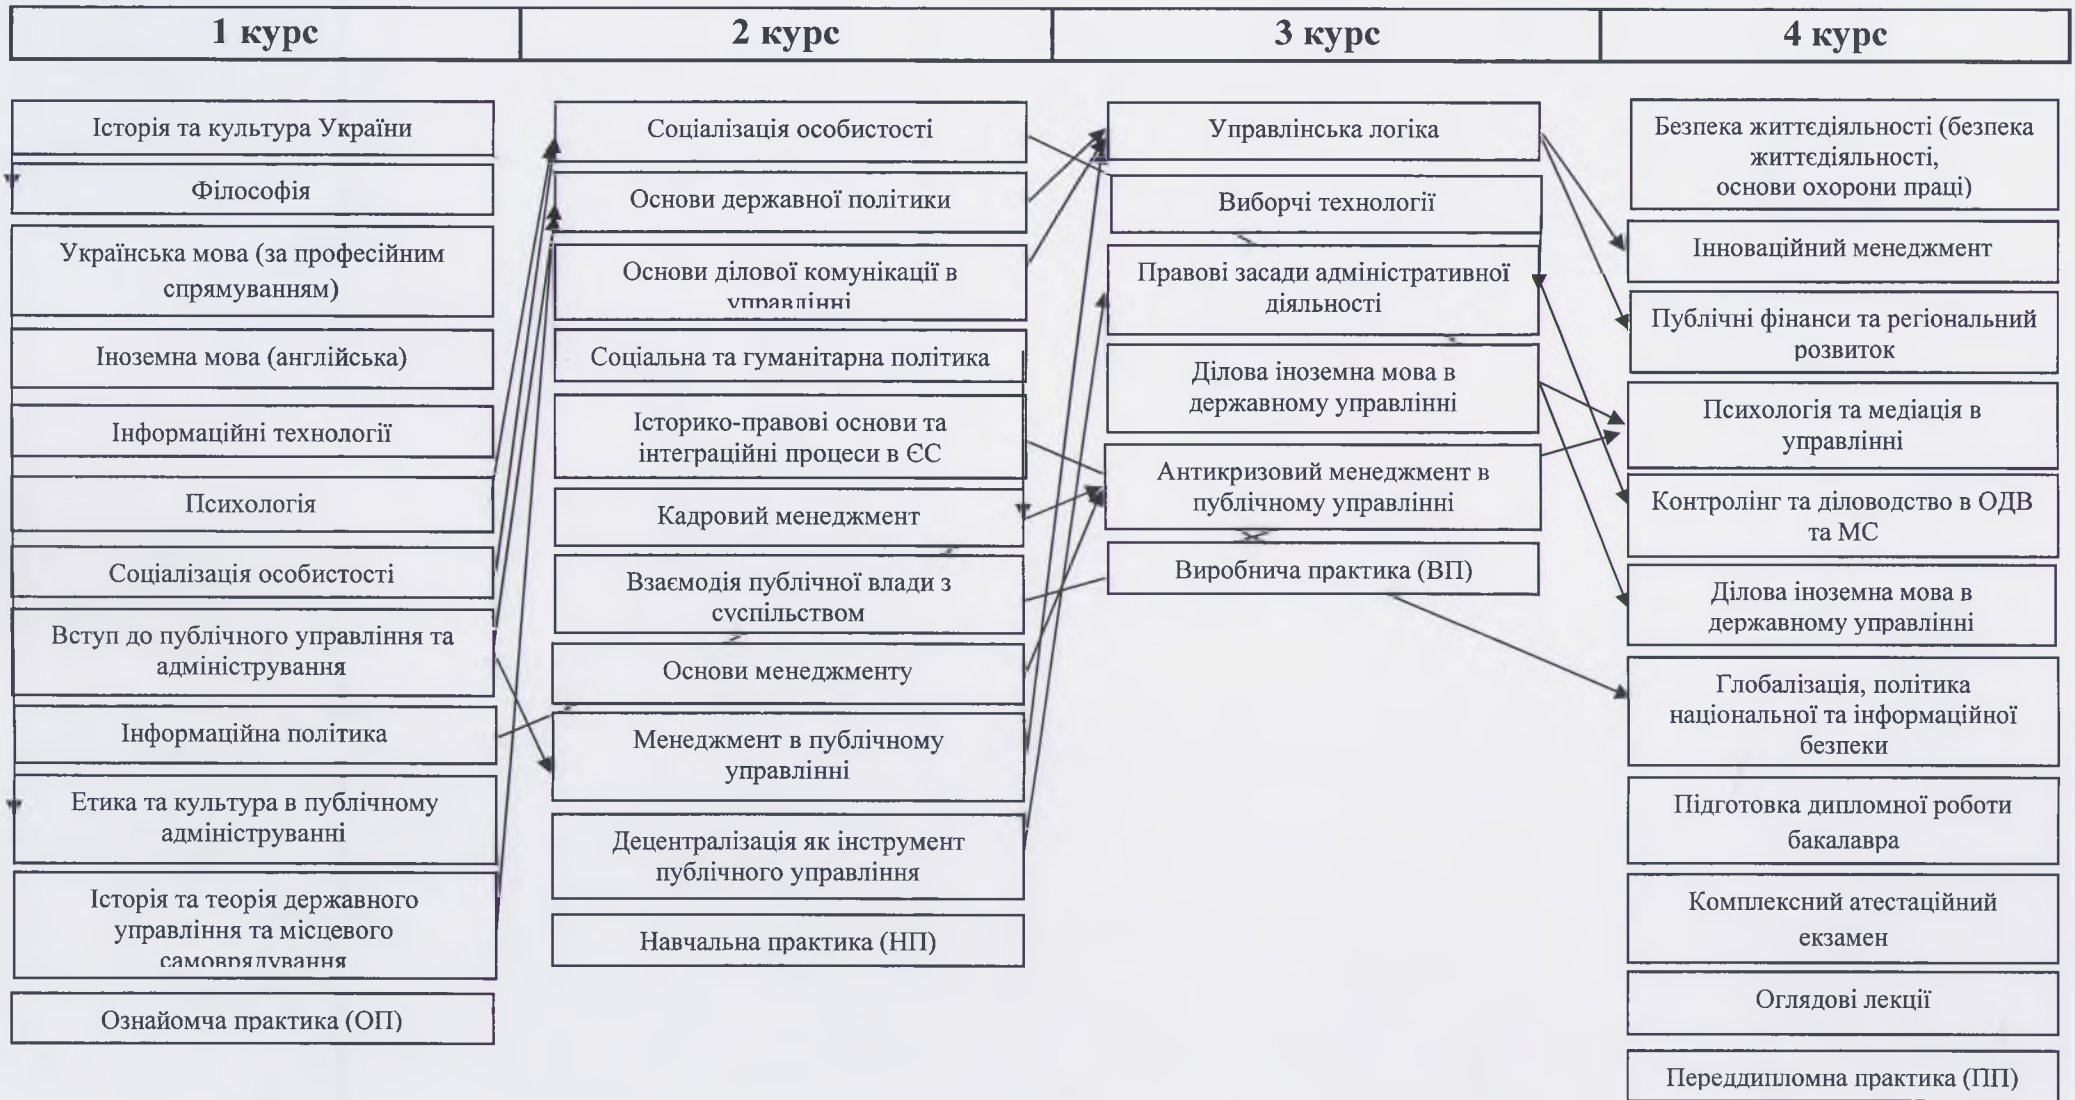 1 курс
2 курс
3 курс
4 курс
Історія та культура України
Філософія
Українська мова (за професійним
спрямуванням)
Іноземна мова (англійська)
Інформаційні технології
Психологія
Соціалізація особистості
Вступ до публічного управління та
адміністрування
Інформаційна політика
Етика та культура в публічному
адмініструванні
Історія та теорія державного
управління та місцевого
самоврядування
Ознайомча практика (ОП)
Соціалізація особистості
Основи державної політики
Основи ділової комунікації в
управлінні
Соціальна та гуманітарна політика
Історико-правові основи та
інтеграційні процеси в ЄС
Кадровий менеджмент
Взаємодія публічної влади з
суспільством
Основи менеджменту
Менеджмент в публічному
управлінні
Децентралізація як інструмент
публічного управління
Навчальна практика (НП)
Управлінська логіка
Виборчі технології
Правові засади адміністративної
діяльності
Ділова іноземна мова в
державному управлінні
Антикризовий менеджмент в
публічному управлінні
Виробнича практика (ВП)
Безпека життєдіяльності (безпека
життєдіяльності,
основи охорони праці)
Інноваційний менеджмент
Публічні фінанси та регіональний
розвиток
Психологія та медіація в
управлінні
Контролінг та діловодство в ОДВ
та МС
Ділова іноземна мова в
державному управлінні
Глобалізація, політика
національної та інформаційної
безпеки
Підготовка дипломної роботи
бакалавра
Комплексний атестаційний
екзамен
Оглядові лекції
Переддипломна практика (ПП)